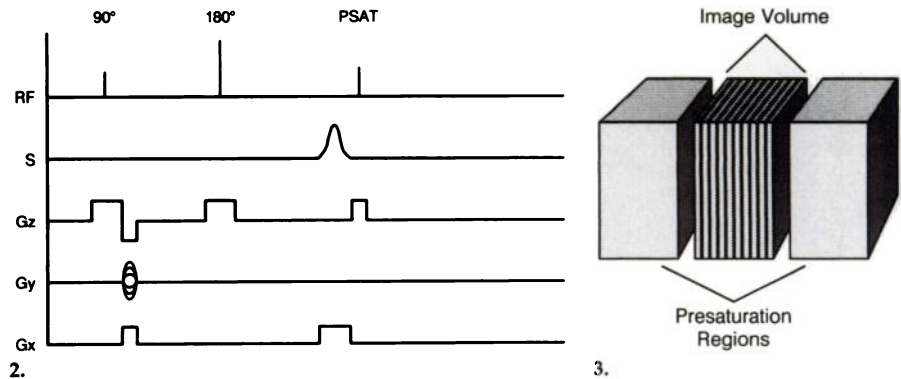 90° 180° PSAT
RF
S
Gz
Gy
Gx
2.
Image Volume
Presaturation
Regions
3.